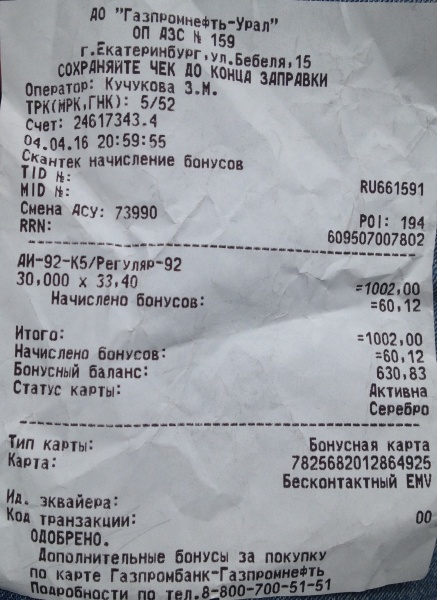 АО "Газпромнефть-Урал"
ОП АЗС № 159
г.Екатеринбург,ул.Бебеля,15
СОХРАНЯЙТЕ ЧЕК ДО КОНЦА ЗАПРАВКИ
Оператор: Кучукова З.М.
ТРК(МРК,ГНК): 5/52
Счет: 24617343.4
04.04.16 20:59:55
Скантек начисление бонусов
TID №:
MID №: RU661591
Смена АСУ: 73990 POI: 194
RRN: 609507007802
АИ-92-К5/Регуляр-92
30,000 x 33,40 =1002,00
Начислено бонусов: =60,12
Итого: =1002,00
Начислено бонусов: =60,12
Бонусный баланс: 630,83
Статус карты: Активна
Серебро
Тип карты: Бонусная карта
Карта: 7825682012864925
Бесконтактный EMV
Ид. эквайера:
Код транзакции: 00
ОДОБРЕНО.
Дополнительные бонусы за покупку
по карте Газпромбанк-Газпромнефть
Подробности по тел.8-800-700-51-51